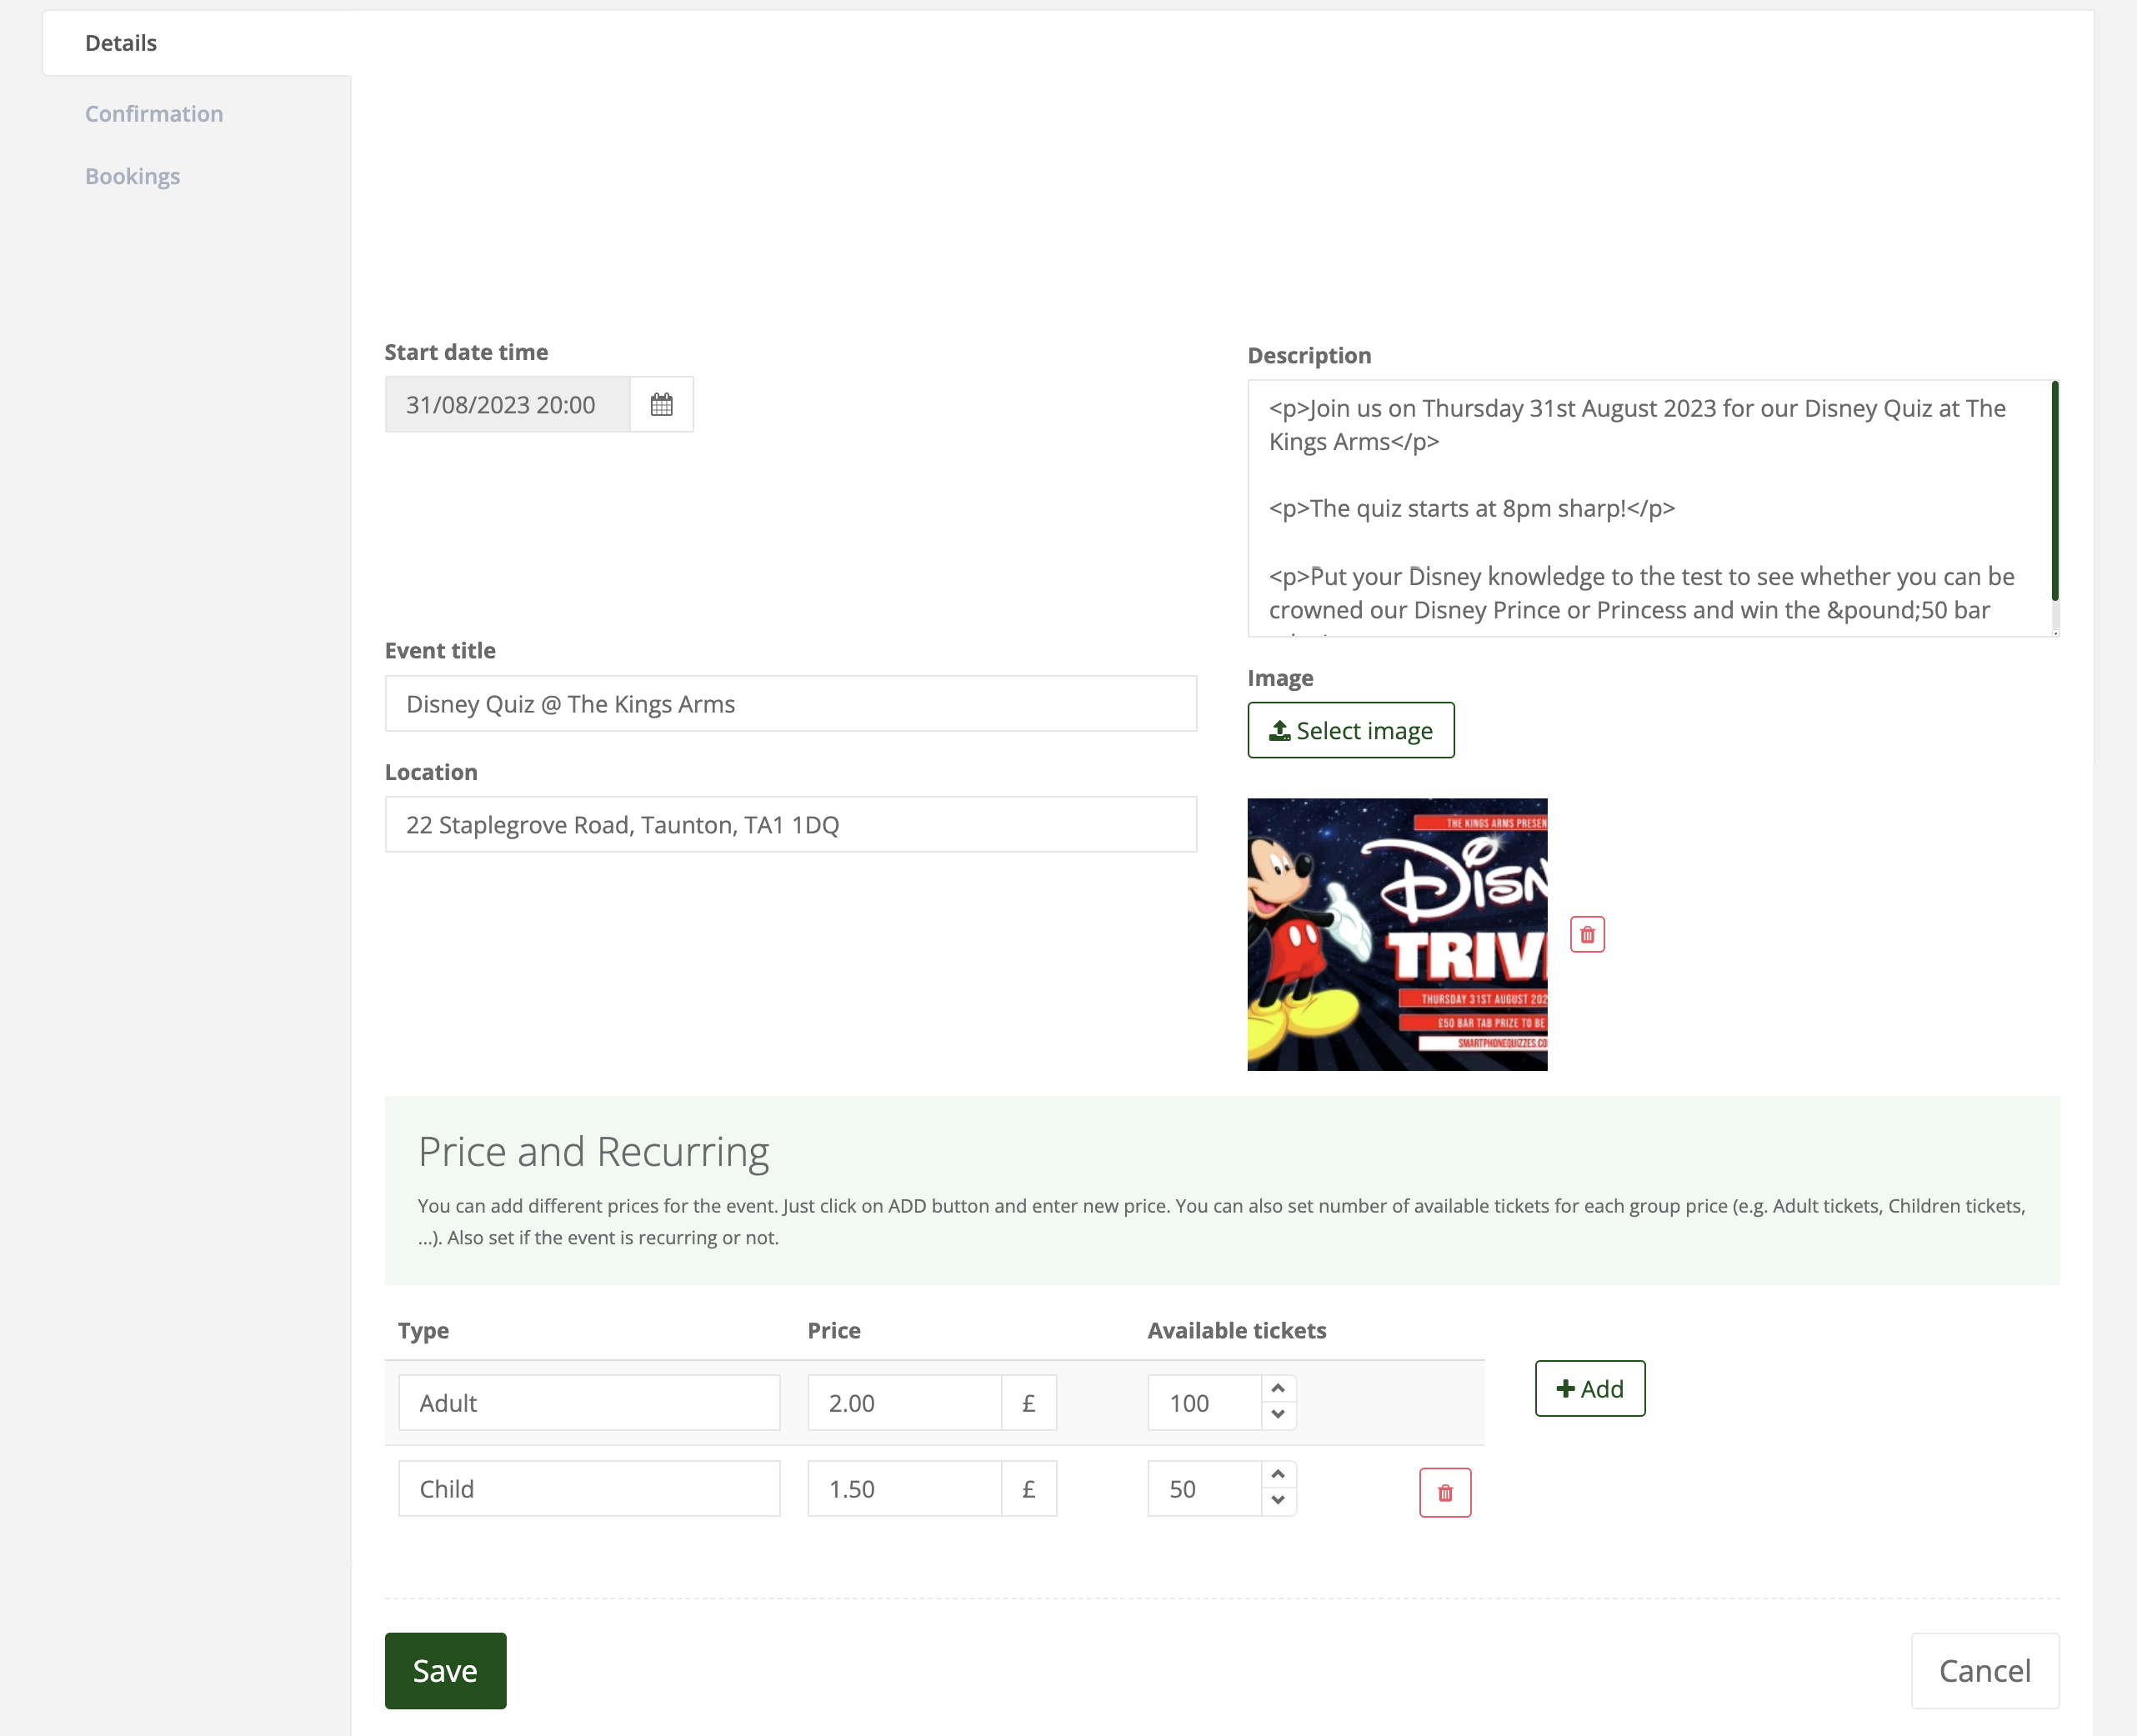 Details
Confirmation
Bookings
Start date time
31/08/2023 20:00
Event title
Disney Quiz @ The Kings Arms
Location
22 Staplegrove Road, Taunton, TA1 1DQ
Description
<p>Join us on Thursday 31st August 2023 for our Disney Quiz at The
Kings Arms</p>
<p>The quiz starts at 8pm sharp!</p>
<p>Put your Disney knowledge to the test to see whether you can be
crowned our Disney Prince or Princess and win the &pound;50 bar
Image
Select image
THE KINGS ARMS PRESEN
DISN
TRIV
THURSDAY 31ST AUGUST 202
£50 BAR TAB PRIZE TO BE
SMARTPHONEQUIZZES.CO
Price and Recurring
You can add different prices for the event. Just click on ADD button and enter new price. You can also set number of available tickets for each group price (e.g. Adult tickets, Children tickets,
...). Also set if the event is recurring or not.
Type Price Available tickets
Adult 2.00 £ 100
Add
Child 1.50 £ 50
Save
Cancel